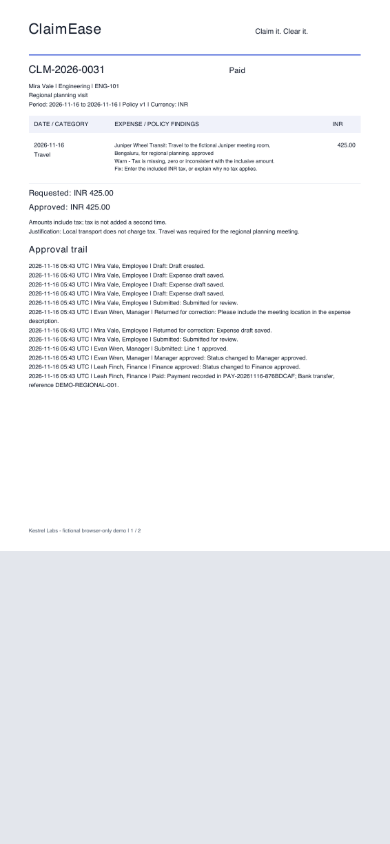 ClaimEase
Claim it. Clear it.
CLM-2026-0031
Paid
Mira Vale | Engineering | ENG-101
Regional planning visit
Period: 2026-11-16 to 2026-11-16 | Policy v1 | Currency: INR
DATE / CATEGORY EXPENSE / POLICY FINDINGS INR
2026-11-16 Juniper Wheel Transit: Travel to the fictional Juniper meeting room, 425.00
Travel Bengaluru, for regional planning. approved
Warn - Tax is missing, zero or inconsistent with the inclusive amount.
Fix: Enter the included INR tax, or explain why no tax applies.
Requested: INR 425.00
Approved: INR 425.00
Amounts include tax; tax is not added a second time.
Justification: Local transport does not charge tax. Travel was required for the regional planning meeting.
Approval trail
2026-11-16 05:43 UTC | Mira Vale, Employee | Draft: Draft created.
2026-11-16 05:43 UTC | Mira Vale, Employee | Draft: Expense draft saved.
2026-11-16 05:43 UTC | Mira Vale, Employee | Draft: Expense draft saved.
2026-11-16 05:43 UTC | Mira Vale, Employee | Draft: Expense draft saved.
2026-11-16 05:43 UTC | Mira Vale, Employee | Submitted: Submitted for review.
2026-11-16 05:43 UTC | Evan Wren, Manager | Returned for correction: Please include the meeting location in the expense
description.
2026-11-16 05:43 UTC | Mira Vale, Employee | Returned for correction: Expense draft saved.
2026-11-16 05:43 UTC | Mira Vale, Employee | Submitted: Submitted for review.
2026-11-16 05:43 UTC | Evan Wren, Manager | Submitted: Line 1 approved.
2026-11-16 05:43 UTC | Evan Wren, Manager | Manager approved: Status changed to Manager approved.
2026-11-16 05:43 UTC | Leah Finch, Finance | Finance approved: Status changed to Finance approved.
2026-11-16 05:43 UTC | Leah Finch, Finance | Paid: Payment recorded in PAY-20261116-876BDCAF; Bank transfer,
reference DEMO-REGIONAL-001.
Kestrel Labs - fictional browser-only demo | 1 / 2